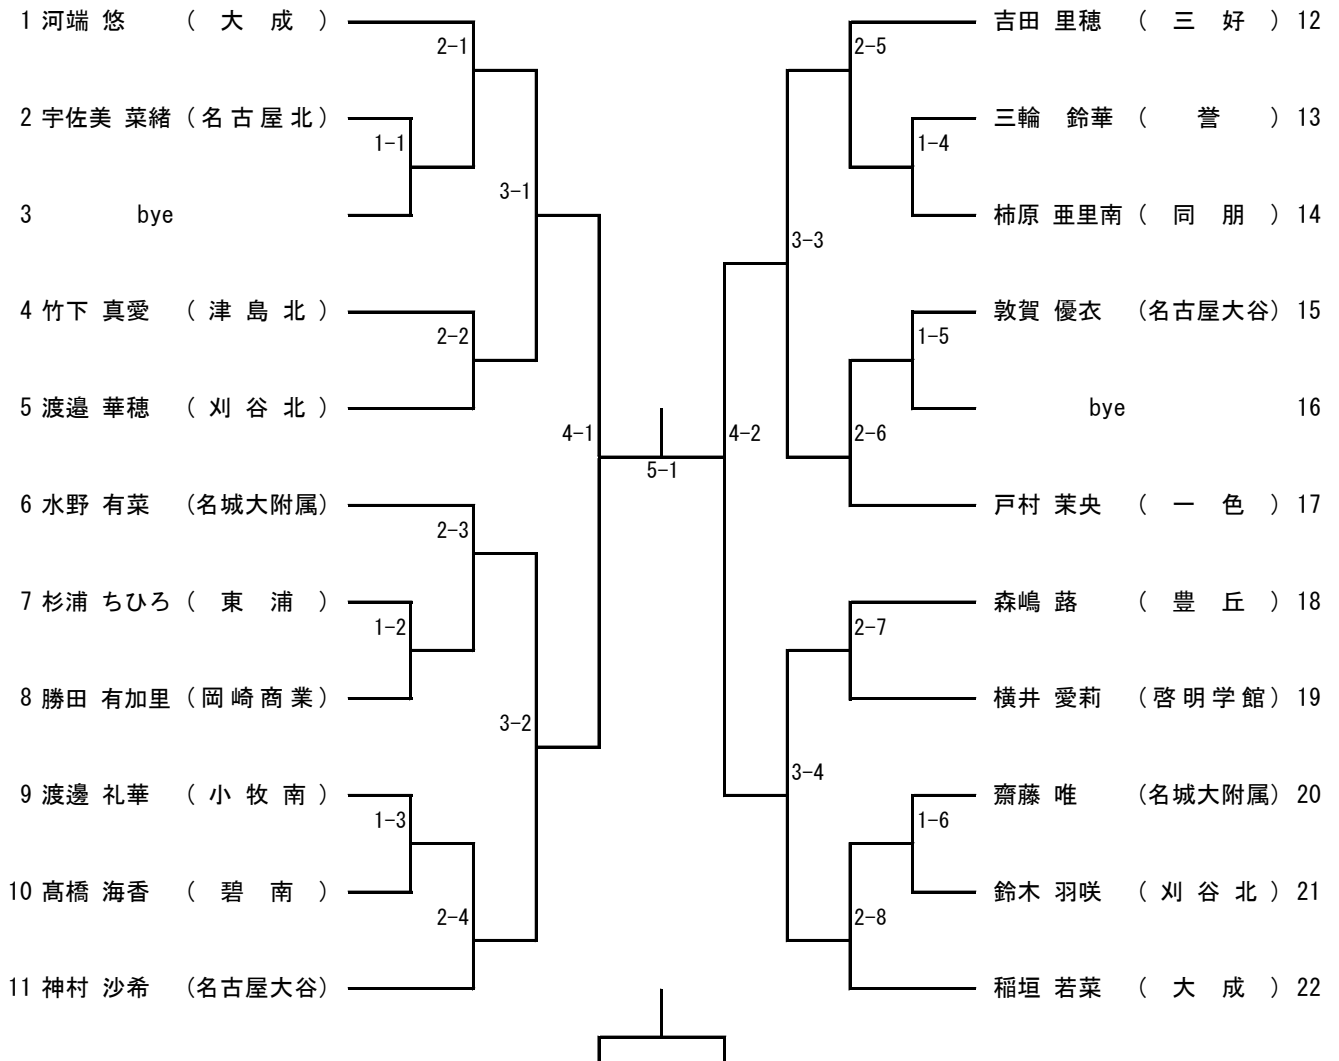 1 河端 悠 ( 大 成 )
2-1
2 宇佐美 菜緒 ( 名 古 屋 北 )
1-1
3 bye
3-1
4 竹下 真愛 ( 津 島 北 )
2-2
5 渡邉 華穂 ( 刈 谷 北 )
4-1
6 水野 有菜 (名城大附属)
2-3
7 杉浦 ちひろ ( 東 浦 )
1-2
8 勝田 有加里 ( 岡 崎 商 業 )
3-2
9 渡邊 礼華 ( 小 牧 南 )
1-3
10 髙橋 海香 ( 碧 南 )
2-4
11 神村 沙希 (名古屋大谷)
5-1
吉田 里穂 ( 三 好 ) 12
2-5
三輪 鈴華 ( 誉 ) 13
1-4
柿原 亜里南 ( 同 朋 ) 14
3-3
敦賀 優衣 (名古屋大谷) 15
1-5
bye 16
4-2
2-6
戸村 茉央 ( 一 色 ) 17
森嶋 蕗 ( 豊 丘 ) 18
2-7
横井 愛莉 ( 啓 明 学 館 ) 19
3-4
齋藤 唯 (名城大附属) 20
1-6
鈴木 羽咲 ( 刈 谷 北 ) 21
2-8
稲垣 若菜 ( 大 成 ) 22